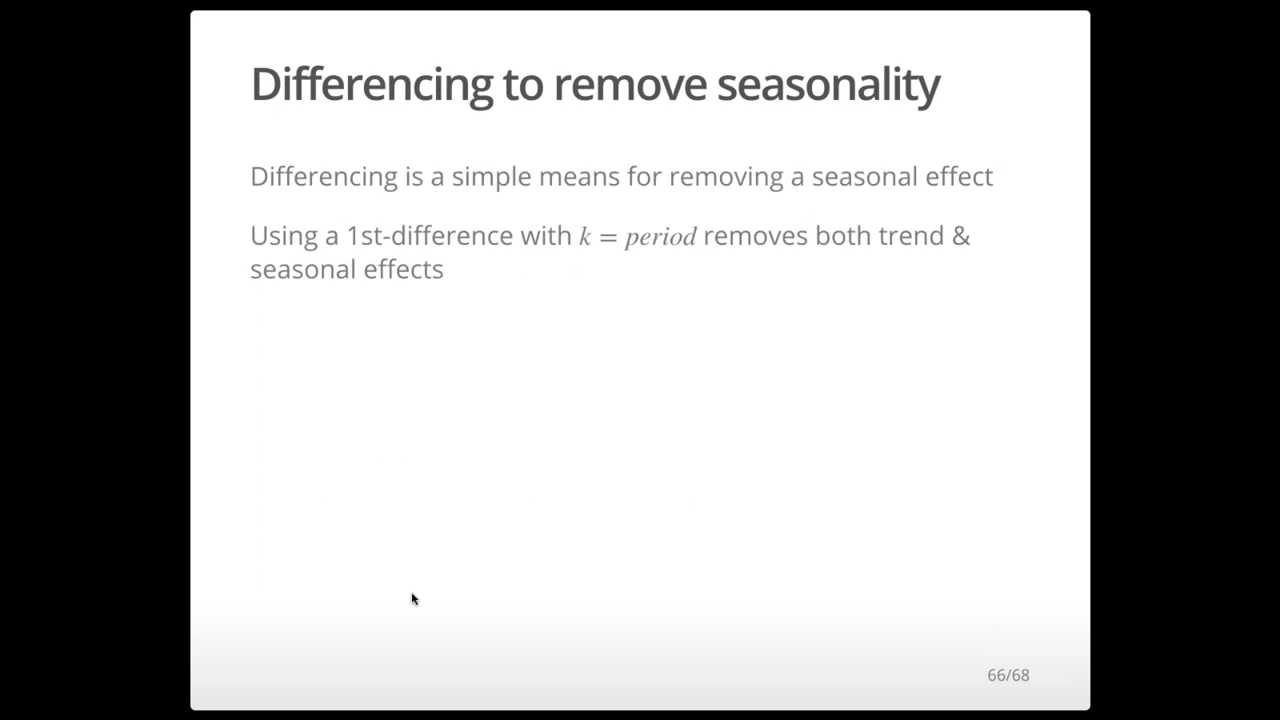 Differencing to remove seasonality
Differencing is a simple means for removing a seasonal effect
Using a 1st-difference with k = period removes both trend &
seasonal effects
66/68